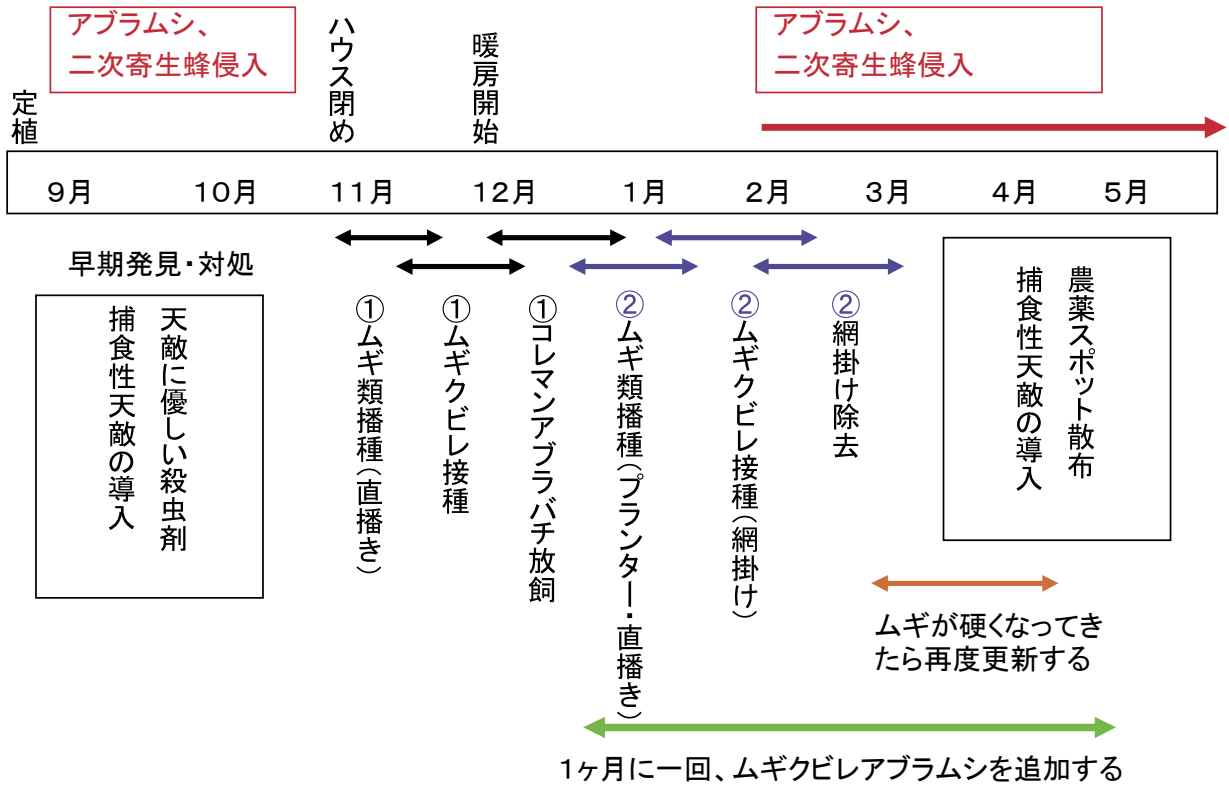 アブラムシ、
二次寄生蜂侵入
ハウス閉め
暖房開始
アブラムシ、
二次寄生蜂侵入
定植
9月
10月
11月
12月
1月
2月
3月
4月
5月
早期発見・対処
天敵に優しい殺虫剤
捕食性天敵の導入
①ムギ類播種(直播き)
①ムギクビレ接種
①コレマンアブラバチ放飼
②ムギ類播種(プランター・直播き)
②ムギクビレ接種(網掛け)
②網掛け除去
農薬スポット散布
捕食性天敵の導入
ムギが硬くなってき
たら再度更新する
1ヶ月に一回、ムギクビレアブラムシを追加する